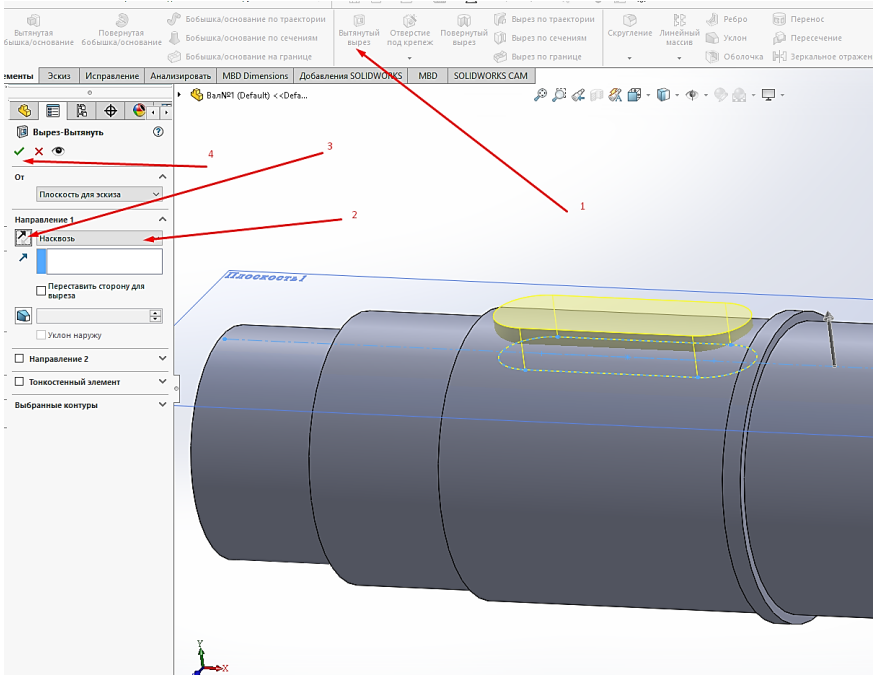 Вытянутая
бышка/основание
Повернутая
бобышка/основание
Бобышка/основание по траектории
Бобышка/основание по сечениям
Бобышка/основание на границе
Вытянутый
вырез
Отверстие
под крепеж
Повернутый
вырез
Вырез по траектории
Вырез по сечениям
Вырез по границе
Скругление
Линейный
массив
Ребро
Уклон
Оболочка
Перенос
Пересечение
Зеркальное отражен
ементы
Эскиз
Исправление
Анализировать
MBD Dimensions
Добавления SOLIDWORKS
MBD
SOLIDWORKS CAM
Вал№1 (Default) <<Defa...
Вырез-Вытянуть
От
Плоскость для эскиза
Направление 1
Насквозь
Переставить сторону для
выреза
Уклон наружу
Направление 2
Тонкостенный элемент
Выбранные контуры
4
3
2
1
Плоскость1
Y
X